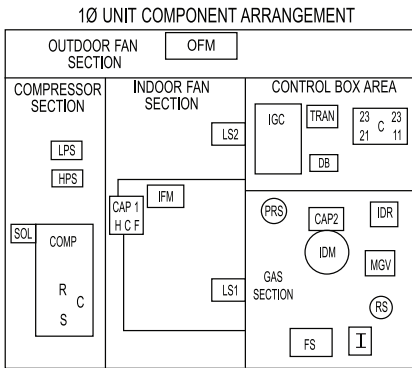 1Ø UNIT COMPONENT ARRANGEMENT
OUTDOOR FAN
SECTION
OFM
COMPRESSOR
SECTION
LPS
HPS
SOL
COMP
R
C
S
INDOOR FAN
SECTION
LS2
IFM
CAP 1
H C F
LS1
CONTROL BOX AREA
IGC
TRAN
DB
23 23
C
21 11
PRS
CAP2
IDR
IDM
MGV
GAS
SECTION
RS
FS
I